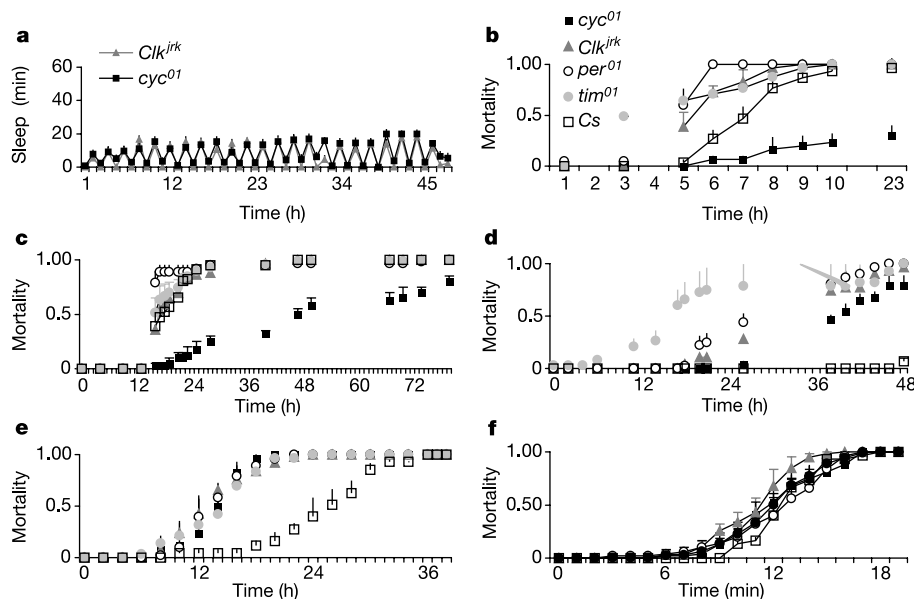 a
Clk^jrk
cyc^01
Sleep (min)
60
40
20
0
1 12 23 34 45
Time (h)
b
cyc^01
Clk^jrk
per^01
tim^01
Cs
Mortality
1.00
0.5
0
1 2 3 4 5 6 7 8 9 10 23
Time (h)
c
Mortality
1.00
0.5
0
0 12 24 36 48 60 72
Time (h)
d
Mortality
1.00
0.50
0
0 12 24 36 48
Time (h)
e
Mortality
1.00
0.50
0
0 12 24 36
Time (h)
f
Mortality
1.00
0.50
0
0 6 12 18
Time (min)